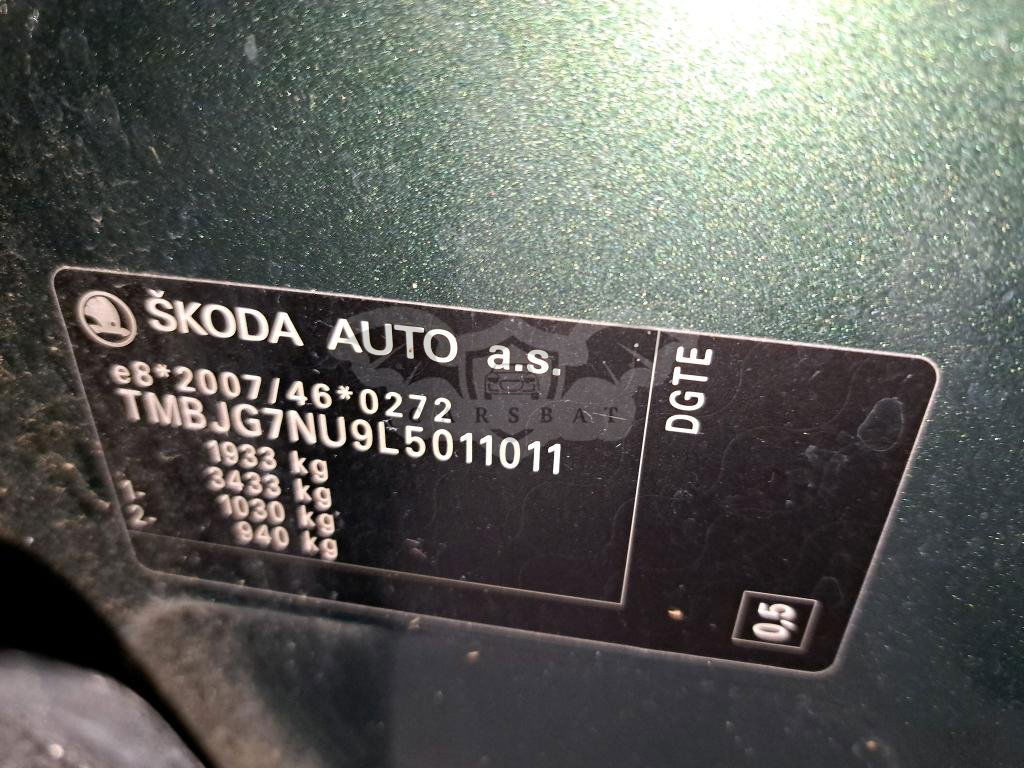 ŠKODA AUTO a.s.
e8*2007/46*0272
TMBJG7NU9L5011011
1933 kg
3433 kg
1. 1030 kg
2. 940 kg
DGTE
0,5
CARSBAT